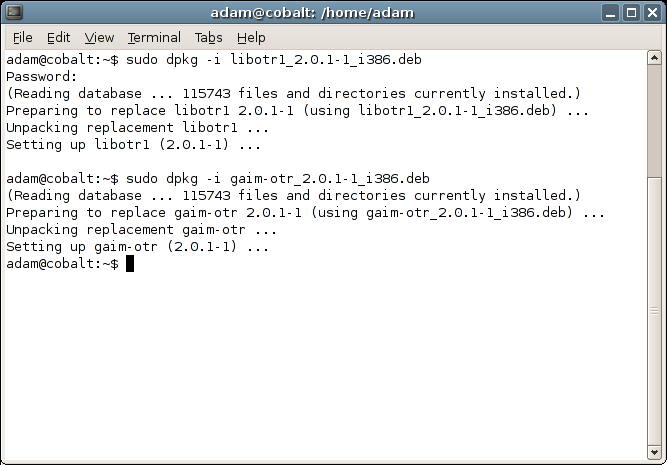 adam@cobalt: /home/adam
File Edit View Terminal Tabs Help
adam@cobalt:~$ sudo dpkg -i libotr1_2.0.1-1_i386.deb
Password:
(Reading database ... 115743 files and directories currently installed.)
Preparing to replace libotr1 2.0.1-1 (using libotr1_2.0.1-1_i386.deb) ...
Unpacking replacement libotr1 ...
Setting up libotr1 (2.0.1-1) ...
adam@cobalt:~$ sudo dpkg -i gaim-otr_2.0.1-1_i386.deb
(Reading database ... 115743 files and directories currently installed.)
Preparing to replace gaim-otr 2.0.1-1 (using gaim-otr_2.0.1-1_i386.deb) ...
Unpacking replacement gaim-otr ...
Setting up gaim-otr (2.0.1-1) ...
adam@cobalt:~$